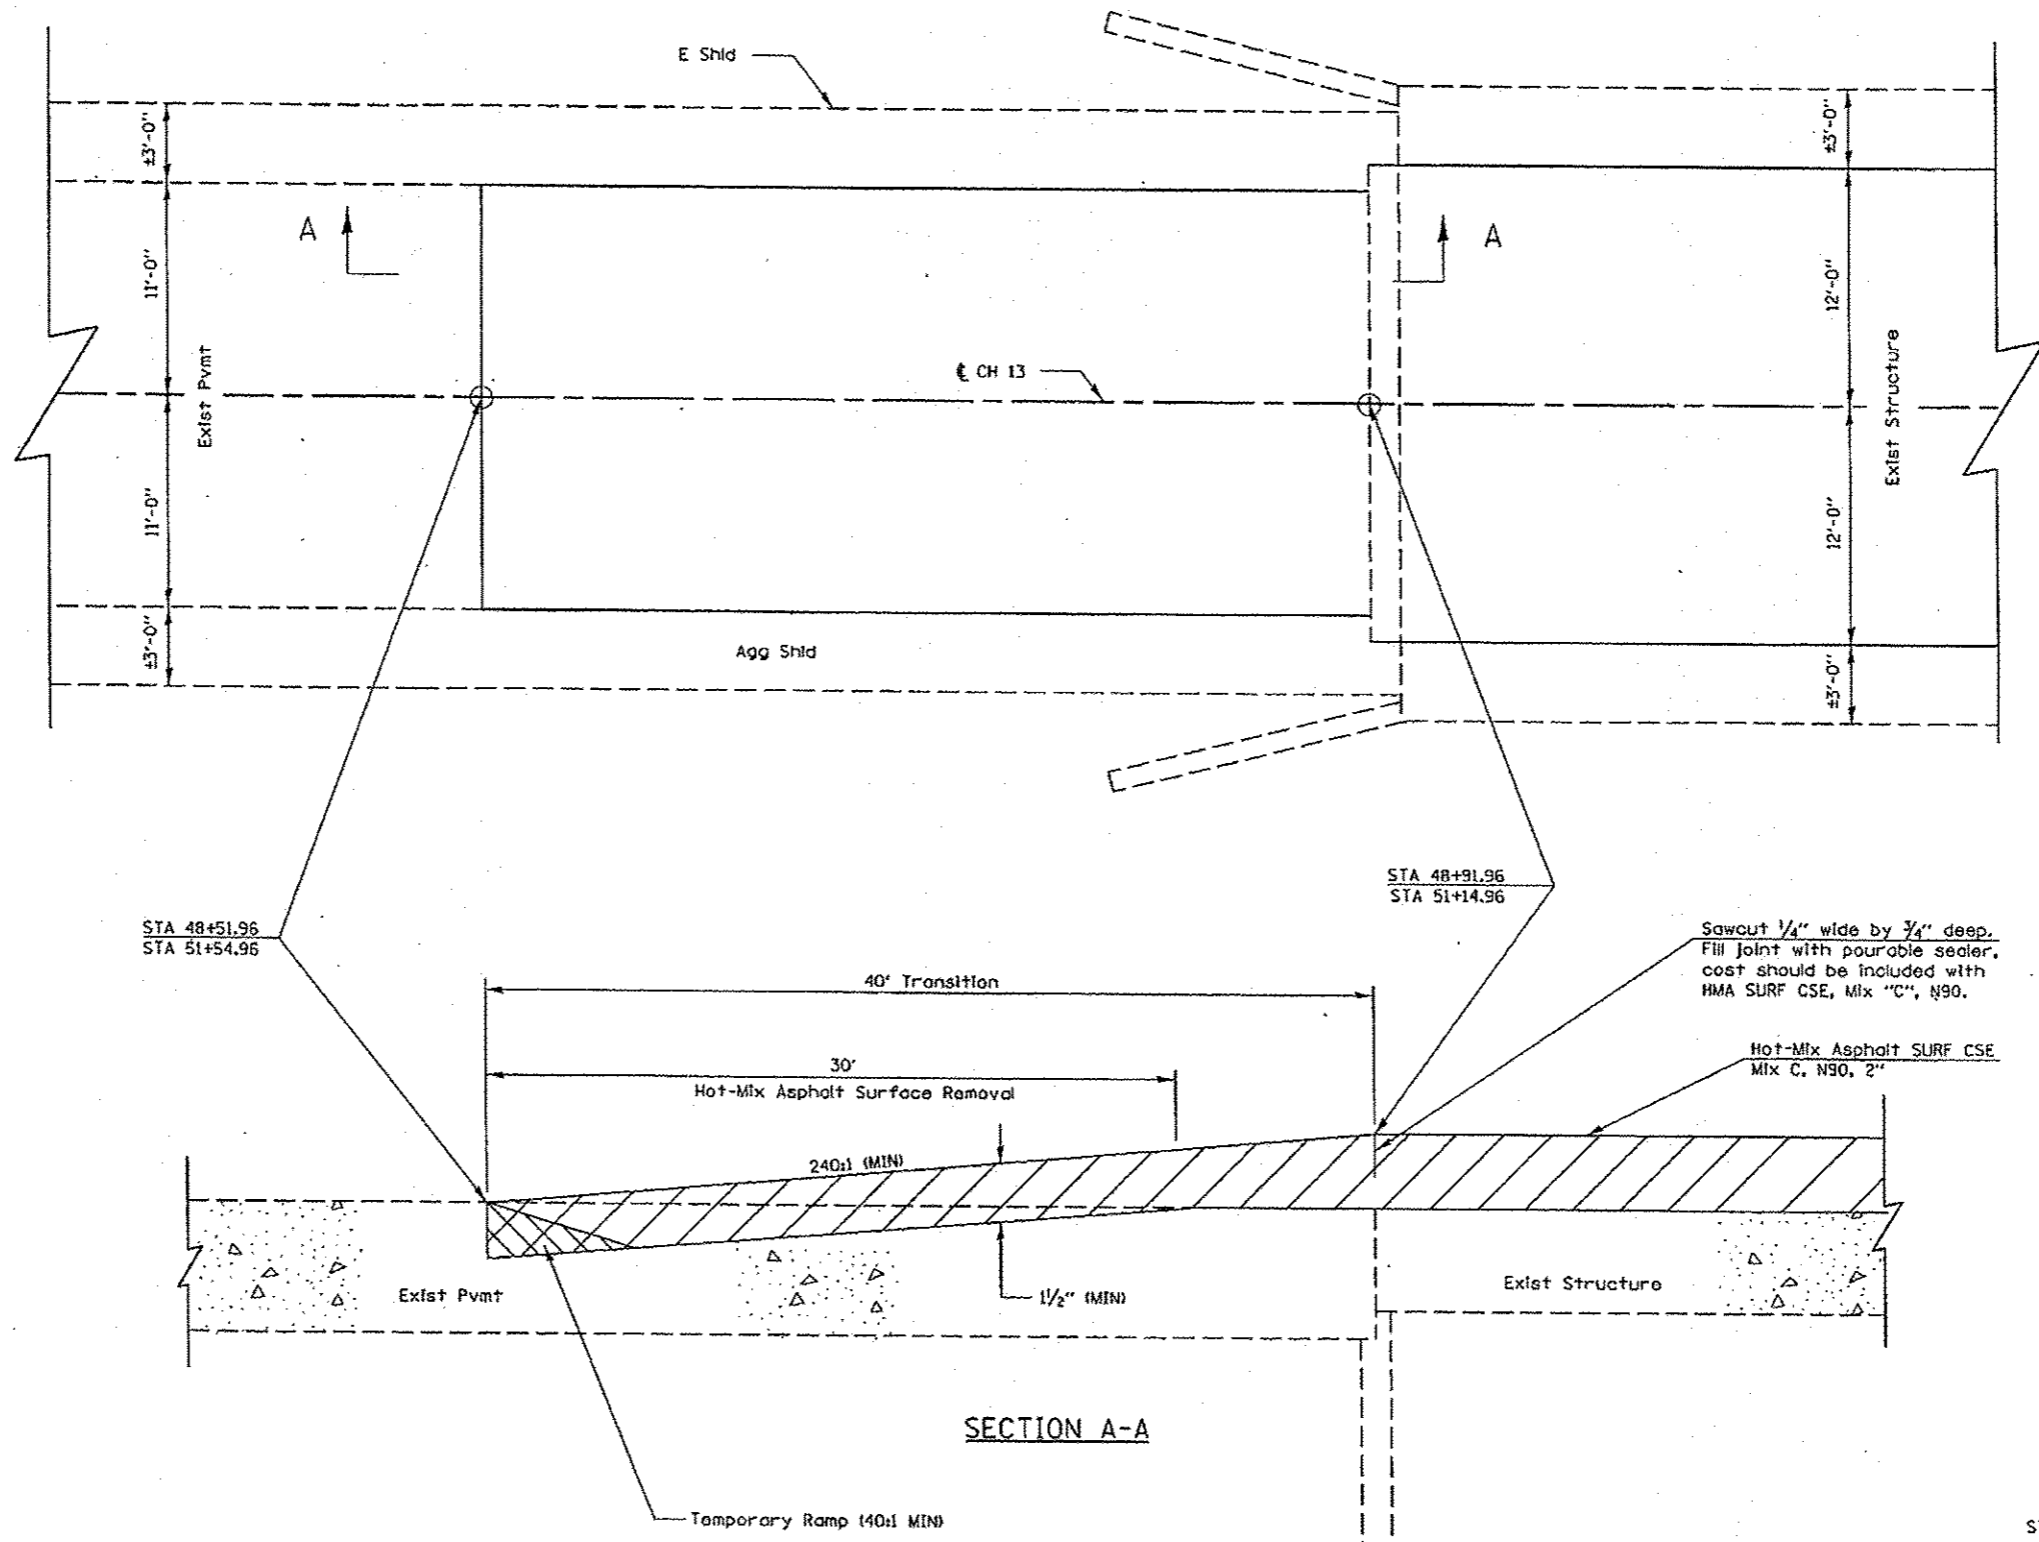 E Shld
±3'-0"
±3'-0"
A
A
11'-0"
12'-0"
Exist Pvmt
℄ CH 13
Exist Structure
11'-0"
12'-0"
±3'-0"
Agg Shld
±3'-0"
STA 48+51.96
STA 51+54.96
STA 48+91.96
STA 51+14.96
Sawcut 1/4" wide by 3/4" deep.
Fill joint with pourable sealer,
cost should be included with
HMA SURF CSE, Mix "C", N90.
40' Transition
30'
Hot-Mix Asphalt Surface Removal
Hot-Mix Asphalt SURF CSE
Mix C, N90, 2"
240:1 (MIN)
Exist Pvmt
1 1/2" (MIN)
Exist Structure
SECTION A-A
Temporary Ramp (40:1 MIN)